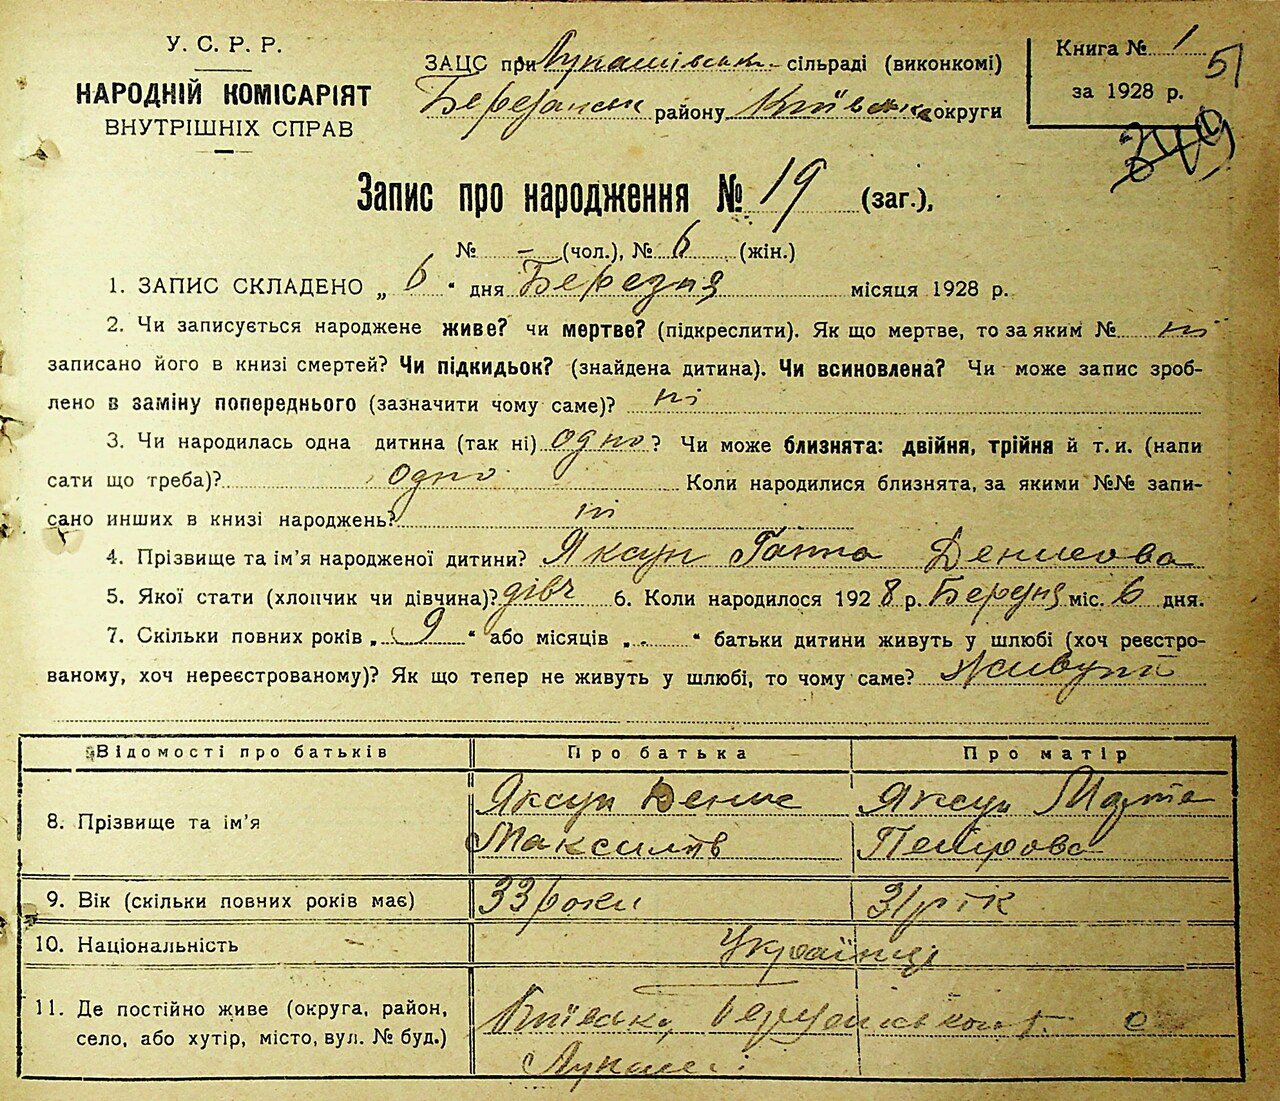 У. С. Р. Р.
НАРОДНІЙ КОМІСАРІЯТ
ВНУТРІШНІХ СПРАВ
ЗАЦС при Лукашівськ. сільраді (виконкомі)
Березанськ району Київськ округи
Книга № 1
за 1928 р.
51
349
Запис про народження № 19 (заг.),
№ - (чол.), № 6 (жін.)
1. ЗАПИС СКЛАДЕНО „ 6 “ дня Березня місяця 1928 р.
2. Чи записується народжене живе? чи мертве? (підкреслити). Як що мертве, то за яким № ні
записано його в книзі смертей? Чи підкидьок? (знайдена дитина). Чи всиновлена? Чи може запис зроб-
лено в заміну попереднього (зазначити чому саме)? ні
3. Чи народилась одна дитина (так ні) одно? Чи може близнята: двійня, трійня й т. и. (напи
сати що треба)? одно Коли народилися близнята, за якими №№ запи-
сано инших в книзі народжень? ні
4. Прізвище та ім'я народженої дитини? Яксун Ганна Денисова
5. Якої стати (хлопчик чи дівчина)? дівч 6. Коли народилося 1928 р. Березня міс. 6 дня.
7. Скільки повних років „ 9 “ або місяців „ - “ батьки дитини живуть у шлюбі (хоч реєстро-
ваному, хоч нереєстрованому)? Як що тепер не живуть у шлюбі, то чому саме? Живуть
Відомості про батьків Про батька Про матір
8. Прізвище та ім'я Яксун Денис Яксун Марта
Максимів Петрова
9. Вік (скільки повних років має) 33 роки 31 рік
10. Національність Українці
11. Де постійно живе (округа, район,
село, або хутір, місто, вул. № буд.) Київськ, Березанськ с